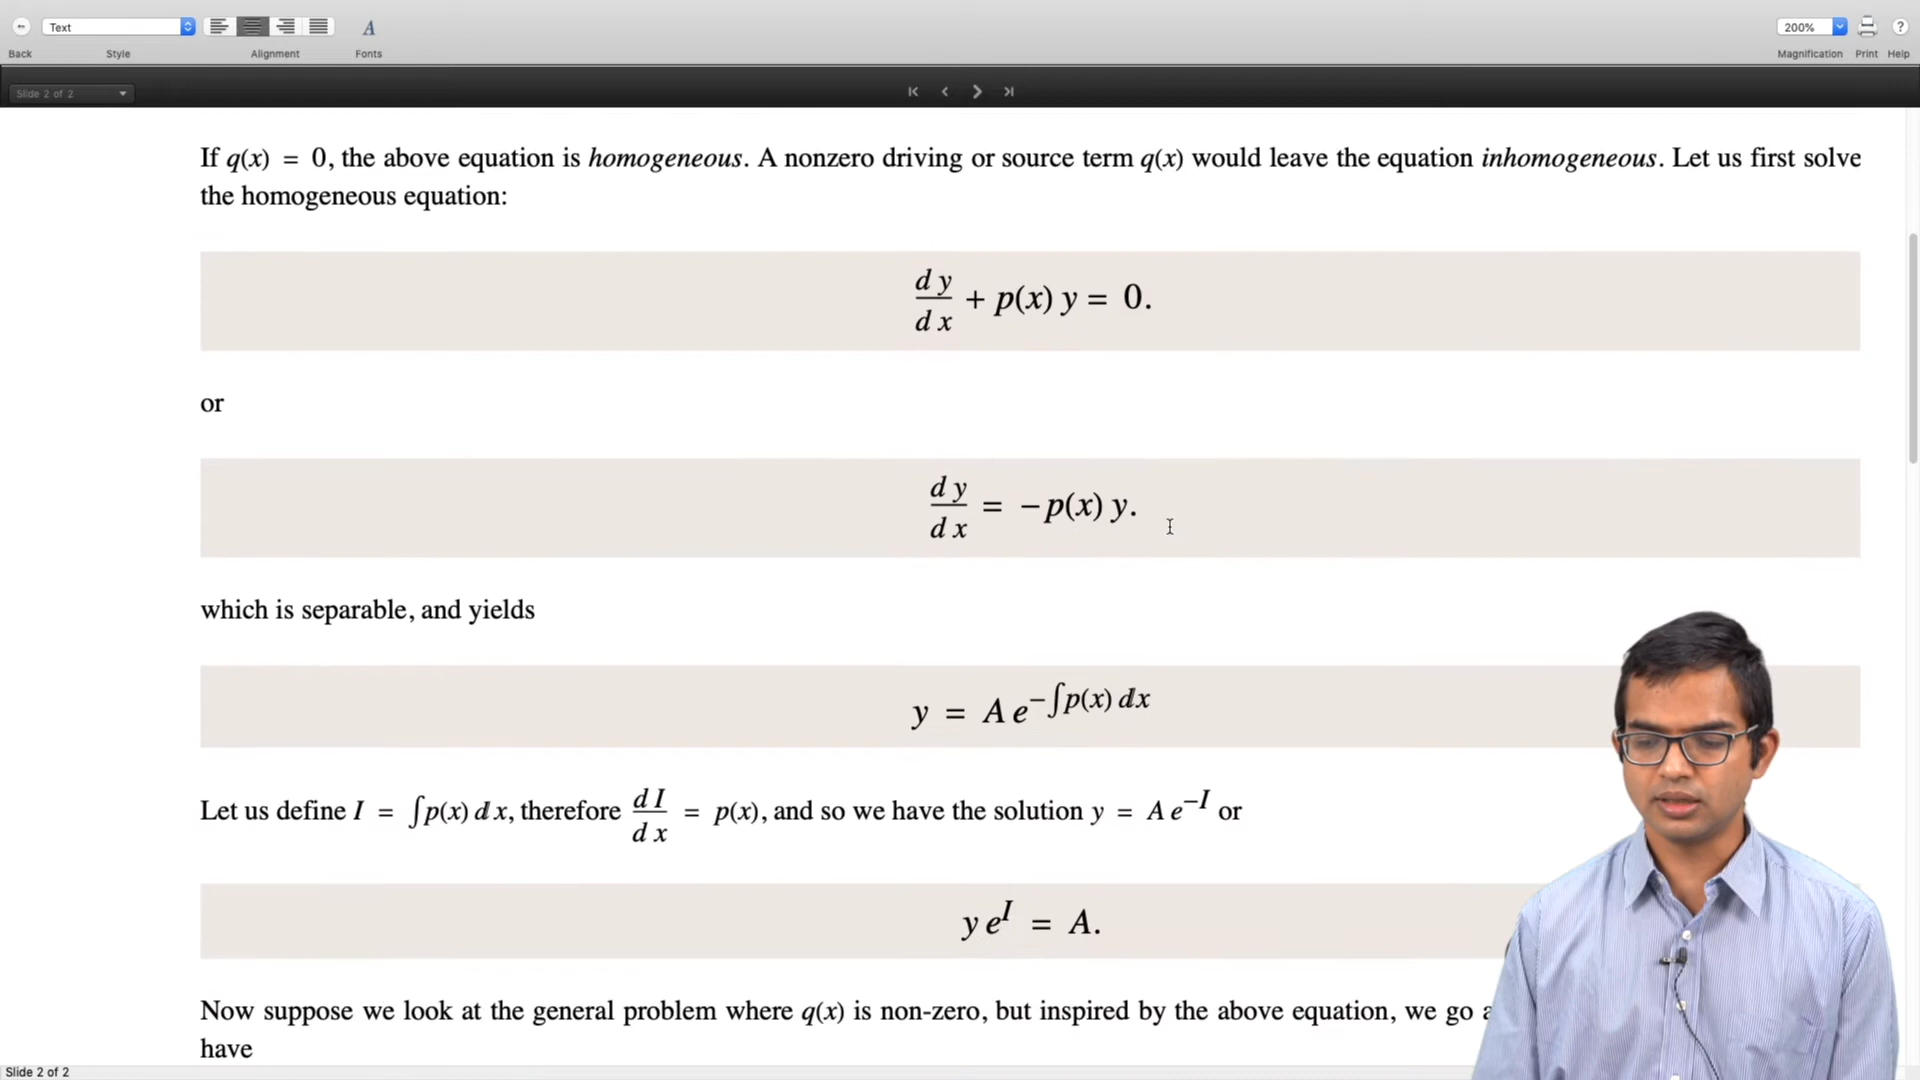 Text
200%
Back
Style
Alignment
Fonts
Magnification
Print
Help
Slide 2 of 2
If q(x) = 0, the above equation is homogeneous. A nonzero driving or source term q(x) would leave the equation inhomogeneous. Let us first solve
the homogeneous equation:
dy/dx + p(x) y = 0.
or
dy/dx = −p(x) y.
which is separable, and yields
y = A e^{−∫p(x) dx}
Let us define I = ∫p(x) dx, therefore dI/dx = p(x), and so we have the solution y = A e^{−I} or
y e^I = A.
Now suppose we look at the general problem where q(x) is non-zero, but inspired by the above equation, we go
have
Slide 2 of 2